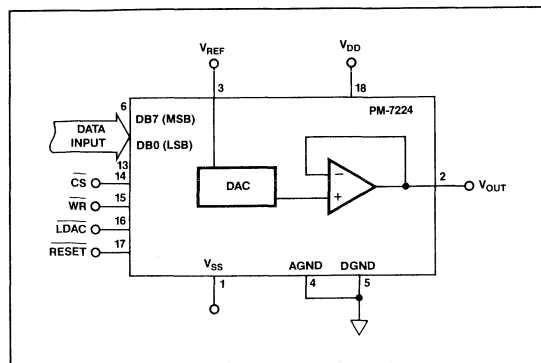 VREF
VDD
3
18
PM-7224
6
DB7 (MSB)
DATA
INPUT
DB0 (LSB)
13
14
CS
15
WR
16
LDAC
17
RESET
DAC
−
+
2
VOUT
VSS
1
AGND
DGND
4
5